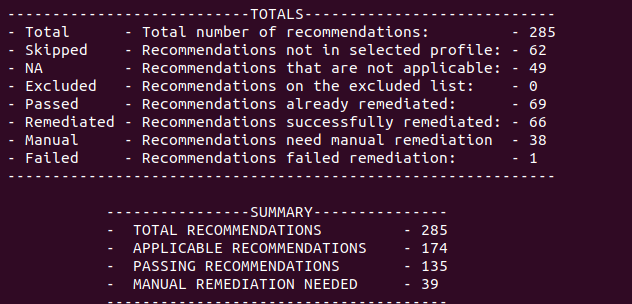 ---------------------------TOTALS----------------------------
- Total      - Total number of recommendations:         - 285
- Skipped    - Recommendations not in selected profile: - 62
- NA         - Recommendations that are not applicable: - 49
- Excluded   - Recommendations on the excluded list:    - 0
- Passed     - Recommendations already remediated:      - 69
- Remediated - Recommendations successfully remediated: - 66
- Manual     - Recommendations need manual remediation  - 38
- Failed     - Recommendations failed remediation:      - 1
-------------------------------------------------------------
----------------SUMMARY---------------
-  TOTAL RECOMMENDATIONS         - 285
-  APPLICABLE RECOMMENDATIONS    - 174
-  PASSING RECOMMENDATIONS       - 135
-  MANUAL REMEDIATION NEEDED     - 39
--------------------------------------